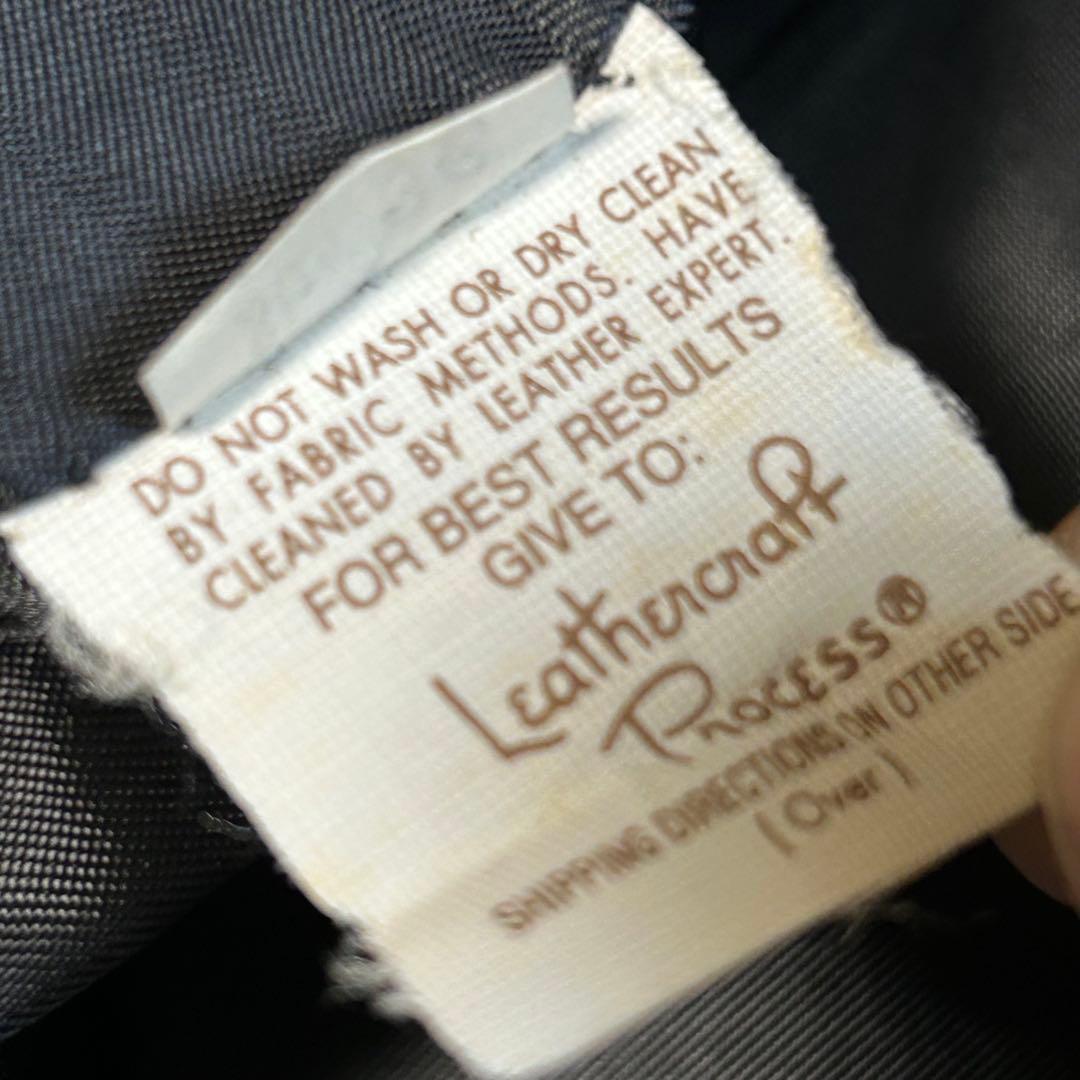 DO NOT WASH OR DRY CLEAN
BY FABRIC METHODS. HAVE
CLEANED BY LEATHER EXPERT.
FOR BEST RESULTS
GIVE TO:
Leathercraft
Process®
SHIPPING DIRECTIONS ON OTHER SIDE
(Over)